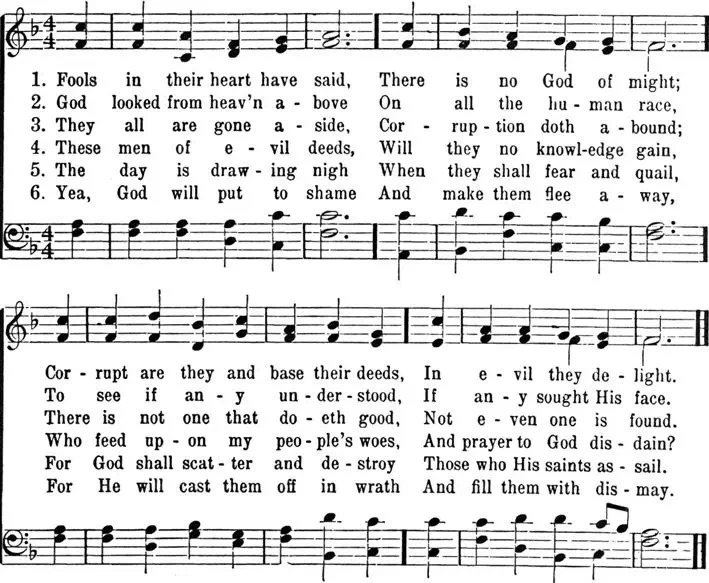 1. Fools in their heart have said, There is no God of might;
2. God looked from heav'n a - bove On all the hu - man race,
3. They all are gone a - side, Cor - rup - tion doth a - bound;
4. These men of e - vil deeds, Will they no knowl-edge gain,
5. The day is draw - ing nigh When they shall fear and quail,
6. Yea, God will put to shame And make them flee a - way,
Cor - rupt are they and base their deeds, In e - vil they de - light.
To see if an - y un - der - stood, If an - y sought His face.
There is not one that do - eth good, Not e - ven one is found.
Who feed up - on my peo - ple's woes, And prayer to God dis - dain?
For God shall scat - ter and de - stroy Those who His saints as - sail.
For He will cast them off in wrath And fill them with dis - may.